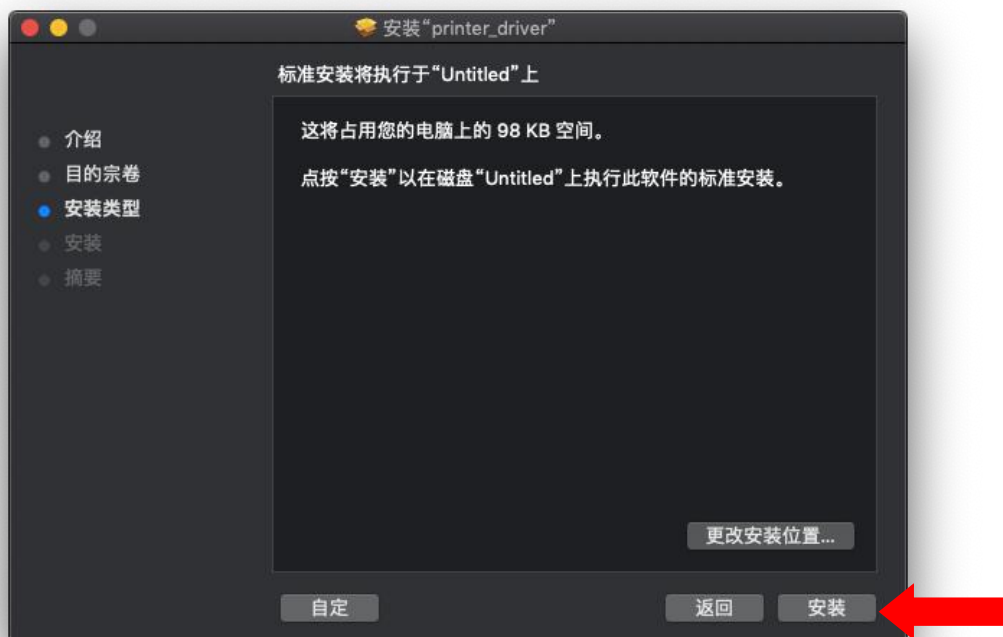 安装“printer_driver”
标准安装将执行于“Untitled”上
介绍
目的宗卷
安装类型
安装
摘要
这将占用您的电脑上的 98 KB 空间。
点按“安装”以在磁盘“Untitled”上执行此软件的标准安装。
更改安装位置...
自定
返回
安装